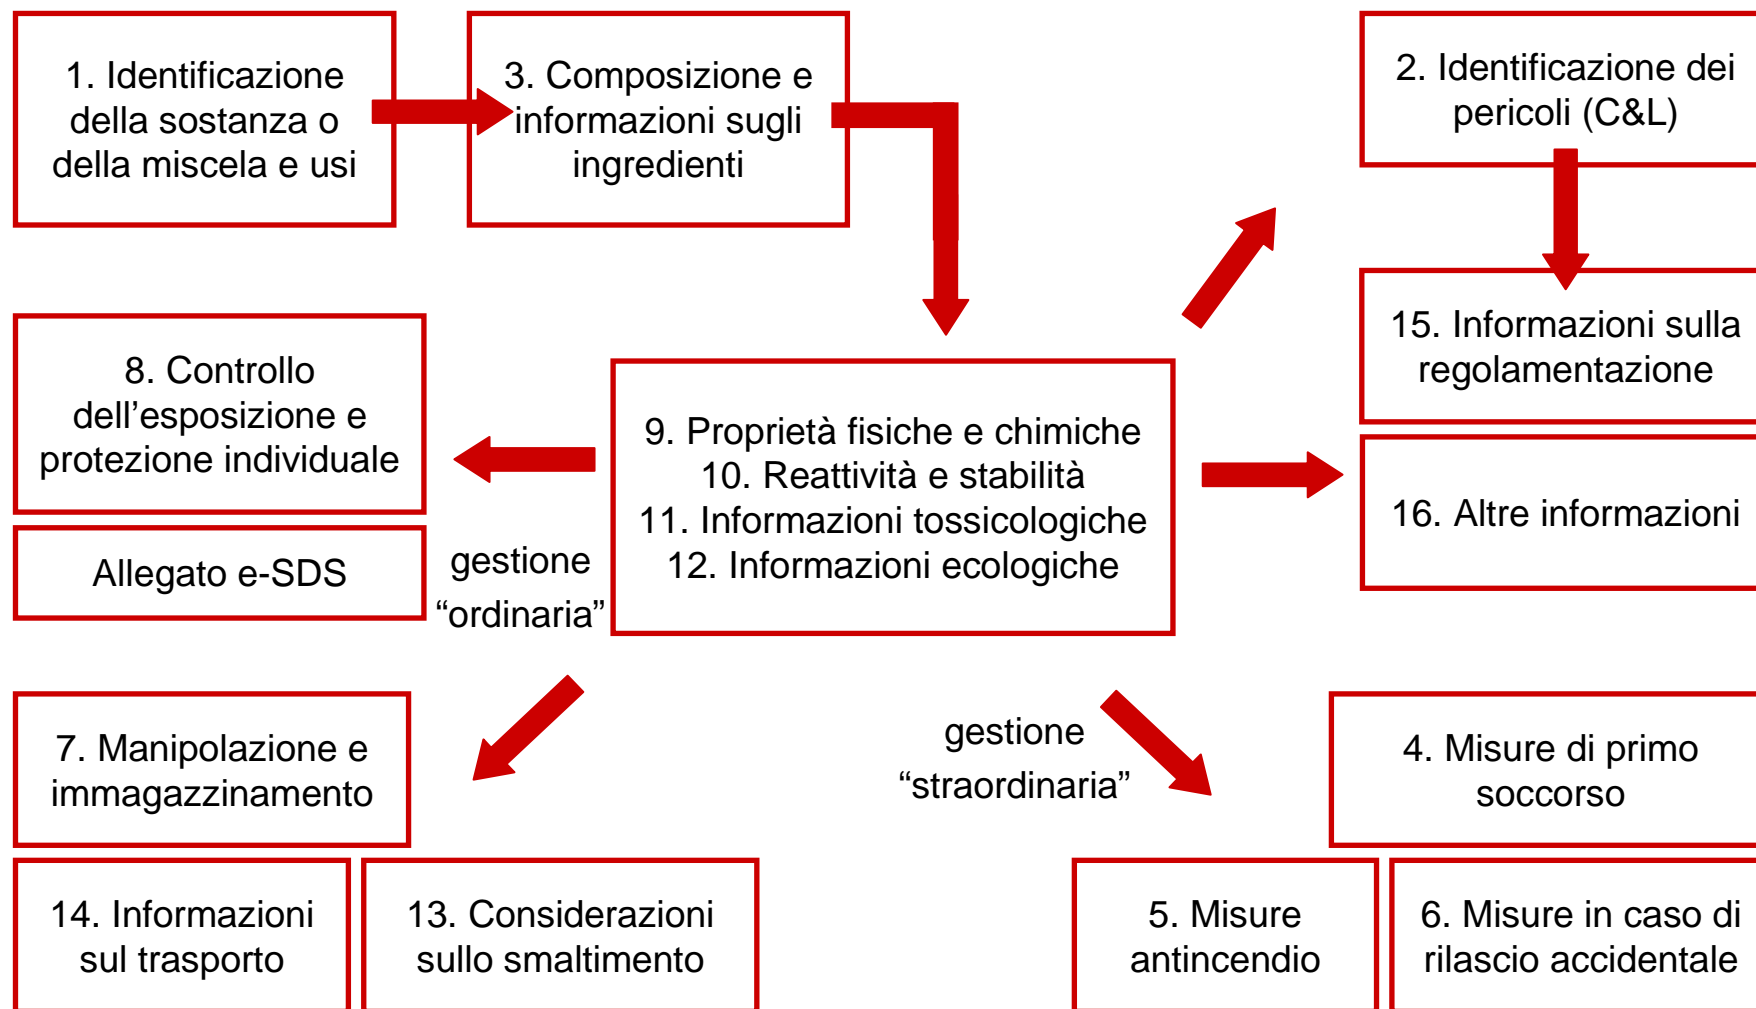 1. Identificazione
della sostanza o
della miscela e usi
3. Composizione e
informazioni sugli
ingredienti
2. Identificazione dei
pericoli (C&L)
8. Controllo
dell’esposizione e
protezione individuale
Allegato e-SDS
gestione
“ordinaria”
9. Proprietà fisiche e chimiche
10. Reattività e stabilità
11. Informazioni tossicologiche
12. Informazioni ecologiche
15. Informazioni sulla
regolamentazione
16. Altre informazioni
7. Manipolazione e
immagazzinamento
14. Informazioni
sul trasporto
13. Considerazioni
sullo smaltimento
gestione
“straordinaria”
4. Misure di primo
soccorso
5. Misure
antincendio
6. Misure in caso di
rilascio accidentale